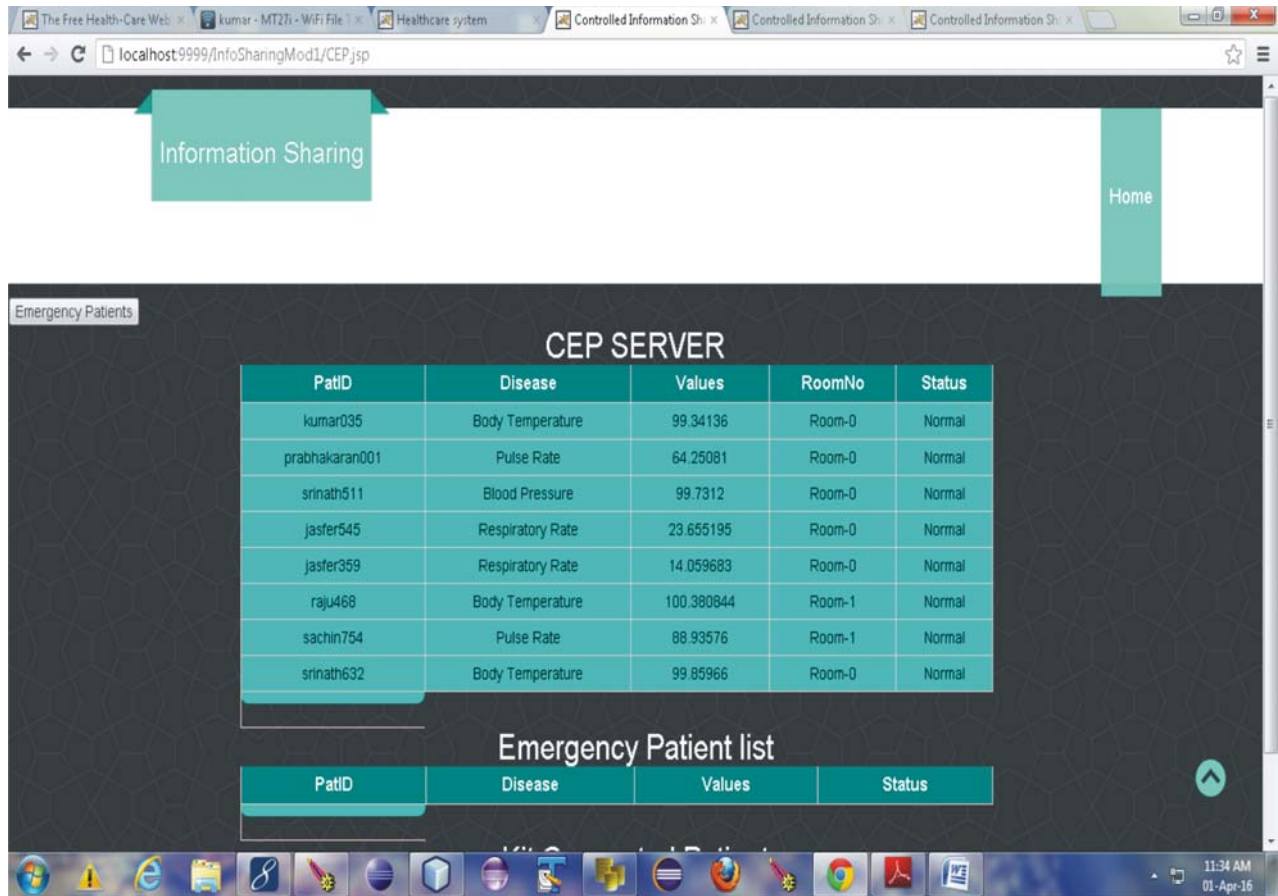 The Free Health-Care Web
kumar - MT27i - WiFi File
Healthcare system
Controlled Information Sh
Controlled Information Sh
Controlled Information Sh
localhost:9999/InfoSharingMod1/CEP.jsp
Information Sharing
Home
Emergency Patients
CEP SERVER
PatID Disease Values RoomNo Status
kumar035 Body Temperature 99.34136 Room-0 Normal
prabhakaran001 Pulse Rate 64.25081 Room-0 Normal
srinath511 Blood Pressure 99.7312 Room-0 Normal
jasfer545 Respiratory Rate 23.655195 Room-0 Normal
jasfer359 Respiratory Rate 14.059683 Room-0 Normal
raju468 Body Temperature 100.380844 Room-1 Normal
sachin754 Pulse Rate 88.93576 Room-1 Normal
srinath632 Body Temperature 99.85966 Room-0 Normal
Emergency Patient list
PatID Disease Values Status
11:34 AM
01-Apr-16